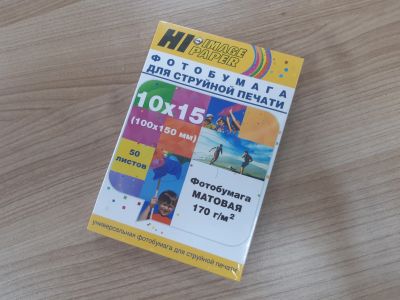 HI-IMAGE
PAPER
ФОТОБУМАГА
ДЛЯ СТРУЙНОЙ ПЕЧАТИ
10x15
(100x150 мм)
50
листов
Фотобумага
МАТОВАЯ
170 г/м²
универсальная фотобумага для струйной печати